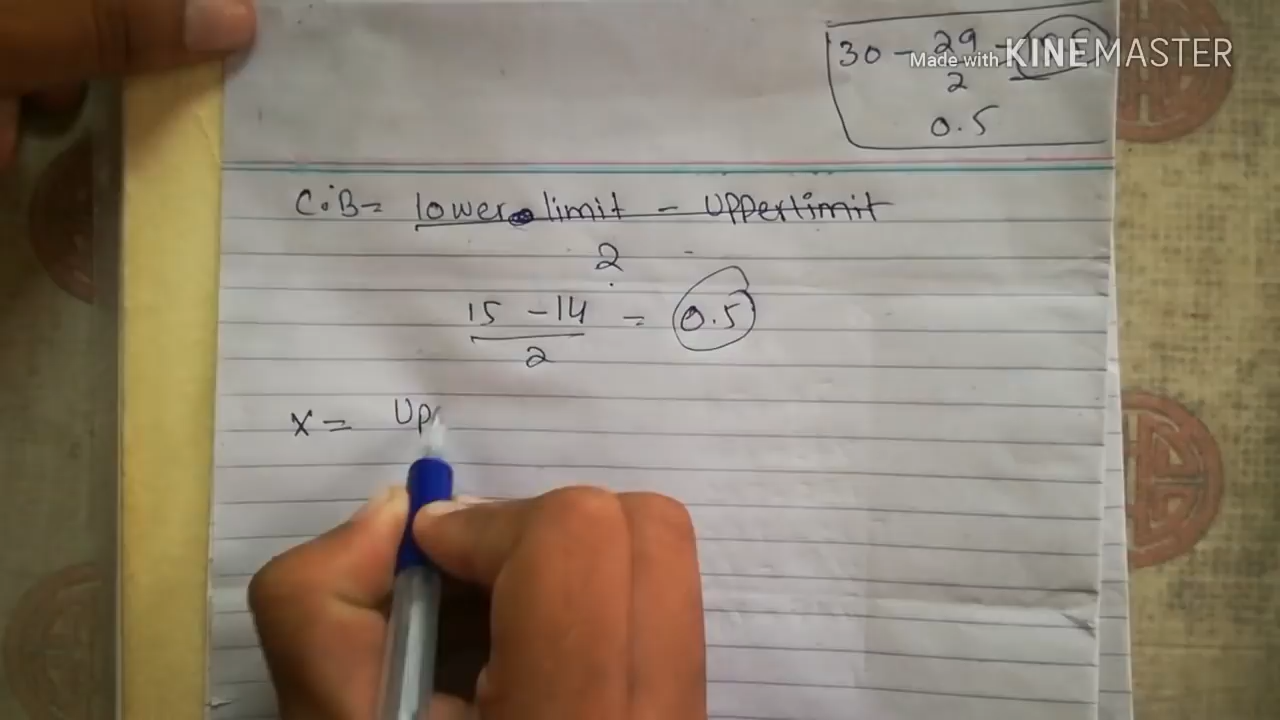 30 - 29
2
0.5
Made with KINEMASTER
C.B= lower limit - Upperlimit
2
15 - 14 = 0.5
2
X = Up